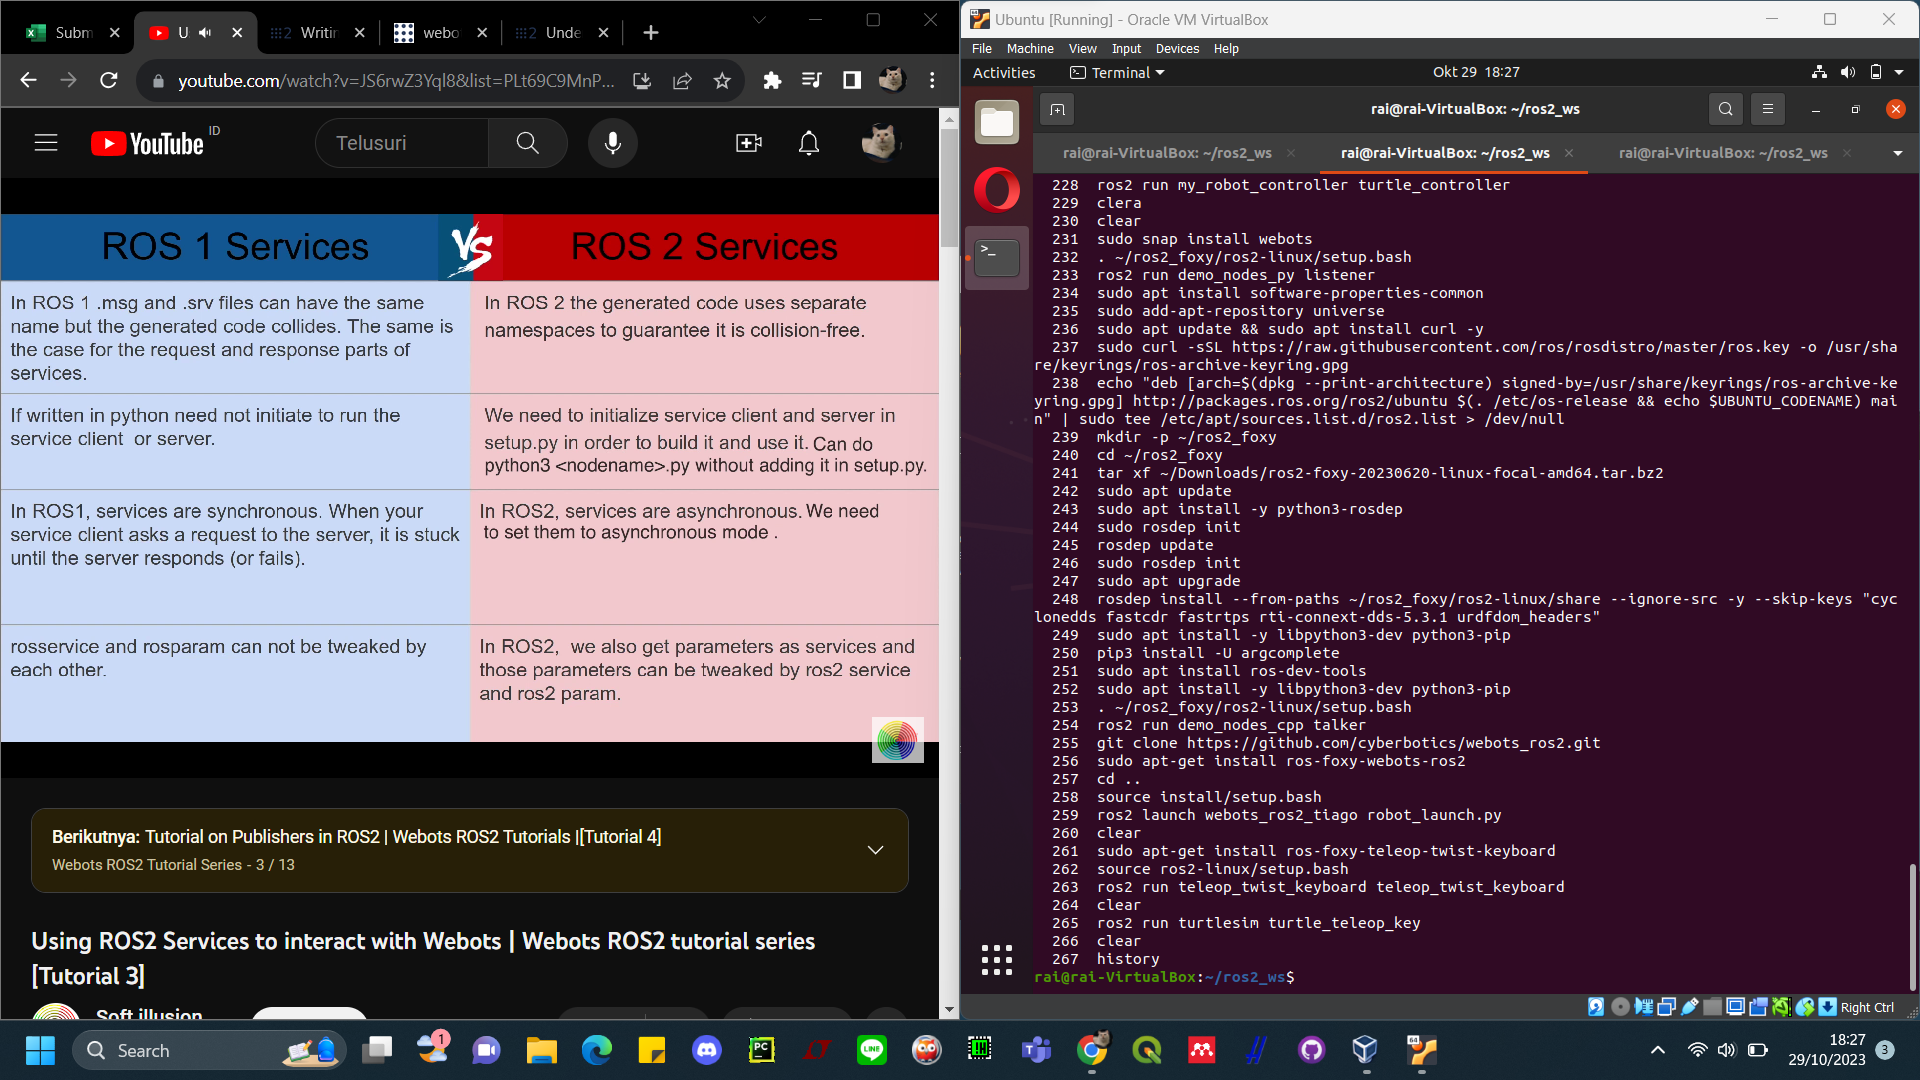 Subm
U
Writin
webo
Unde
youtube.com/watch?v=JS6rwZ3Yql8&list=PLt69C9MnP...
YouTube
ID
Telusuri
ROS 1 Services
VS
ROS 2 Services
In ROS 1 .msg and .srv files can have the same
name but the generated code collides. The same is
the case for the request and response parts of
services.
In ROS 2 the generated code uses separate
namespaces to guarantee it is collision-free.
If written in python need not initiate to run the
service client or server.
We need to initialize service client and server in
setup.py in order to build it and use it. Can do
python3 <nodename>.py without adding it in setup.py.
In ROS1, services are synchronous. When your
service client asks a request to the server, it is stuck
until the server responds (or fails).
In ROS2, services are asynchronous. We need
to set them to asynchronous mode .
rosservice and rosparam can not be tweaked by
each other.
In ROS2, we also get parameters as services and
those parameters can be tweaked by ros2 service
and ros2 param.
Berikutnya: Tutorial on Publishers in ROS2 | Webots ROS2 Tutorials |[Tutorial 4]
Webots ROS2 Tutorial Series - 3 / 13
Using ROS2 Services to interact with Webots | Webots ROS2 tutorial series
[Tutorial 3]
Soft illusion
Ubuntu [Running] - Oracle VM VirtualBox
File Machine View Input Devices Help
Activities
Terminal
Okt 29 18:27
rai@rai-VirtualBox: ~/ros2_ws
rai@rai-VirtualBox: ~/ros2_ws
rai@rai-VirtualBox: ~/ros2_ws
rai@rai-VirtualBox: ~/ros2_ws
228 ros2 run my_robot_controller turtle_controller
229 clera
230 clear
231 sudo snap install webots
232 . ~/ros2_foxy/ros2-linux/setup.bash
233 ros2 run demo_nodes_py listener
234 sudo apt install software-properties-common
235 sudo add-apt-repository universe
236 sudo apt update && sudo apt install curl -y
237 sudo curl -sSL https://raw.githubusercontent.com/ros/rosdistro/master/ros.key -o /usr/sha
re/keyrings/ros-archive-keyring.gpg
238 echo "deb [arch=$(dpkg --print-architecture) signed-by=/usr/share/keyrings/ros-archive-ke
yring.gpg] http://packages.ros.org/ros2/ubuntu $(. /etc/os-release && echo $UBUNTU_CODENAME) mai
n" | sudo tee /etc/apt/sources.list.d/ros2.list > /dev/null
239 mkdir -p ~/ros2_foxy
240 cd ~/ros2_foxy
241 tar xf ~/Downloads/ros2-foxy-20230620-linux-focal-amd64.tar.bz2
242 sudo apt update
243 sudo apt install -y python3-rosdep
244 sudo rosdep init
245 rosdep update
246 sudo rosdep init
247 sudo apt upgrade
248 rosdep install --from-paths ~/ros2_foxy/ros2-linux/share --ignore-src -y --skip-keys "cyc
lonedds fastcdr fastrtps rti-connext-dds-5.3.1 urdfdom_headers"
249 sudo apt install -y libpython3-dev python3-pip
250 pip3 install -U argcomplete
251 sudo apt install ros-dev-tools
252 sudo apt install -y libpython3-dev python3-pip
253 . ~/ros2_foxy/ros2-linux/setup.bash
254 ros2 run demo_nodes_cpp talker
255 git clone https://github.com/cyberbotics/webots_ros2.git
256 sudo apt-get install ros-foxy-webots-ros2
257 cd ..
258 source install/setup.bash
259 ros2 launch webots_ros2_tiago robot_launch.py
260 clear
261 sudo apt-get install ros-foxy-teleop-twist-keyboard
262 source ros2-linux/setup.bash
263 ros2 run teleop_twist_keyboard teleop_twist_keyboard
264 clear
265 ros2 run turtlesim turtle_teleop_key
266 clear
267 history
rai@rai-VirtualBox:~/ros2_ws$
Right Ctrl
Search
1
PC
LT
LINE
18:27
29/10/2023
3